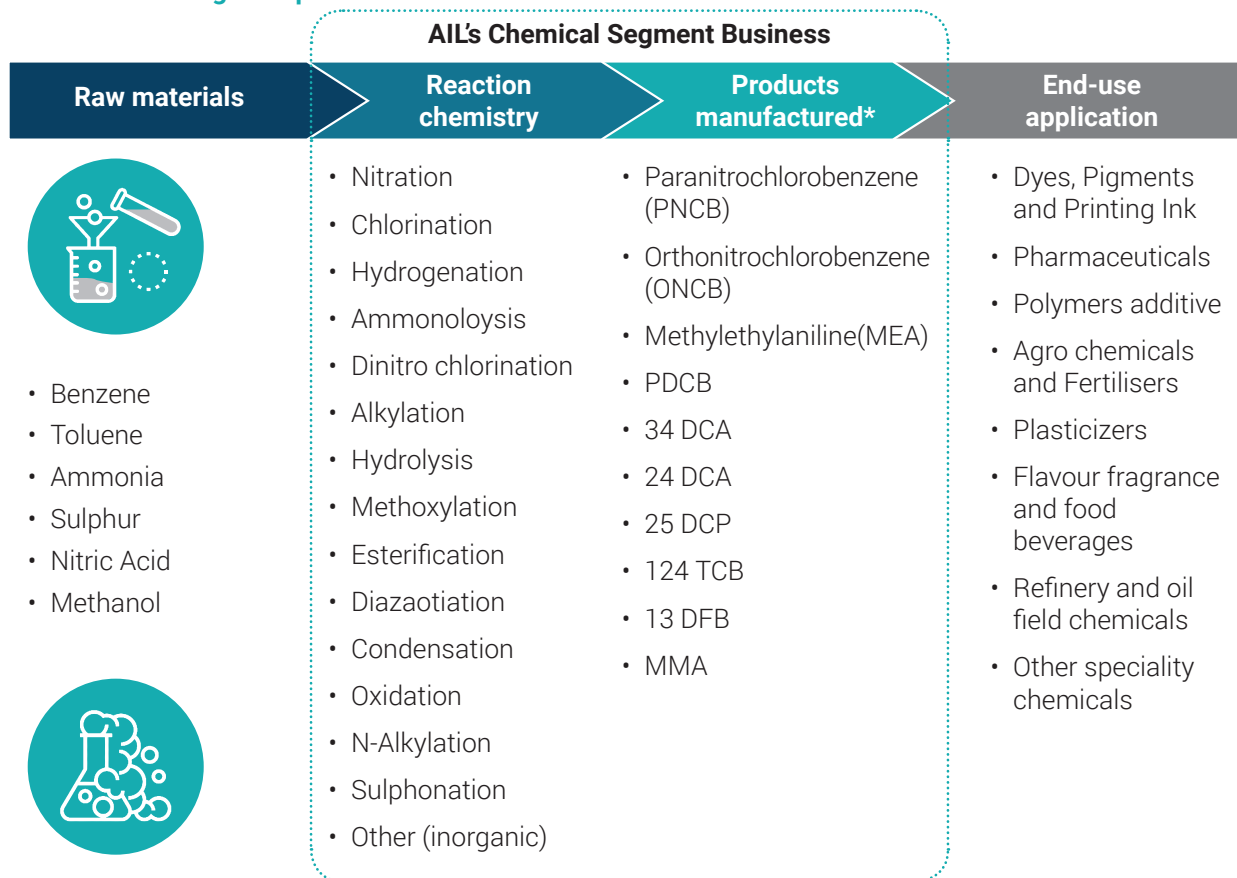 AIL's Chemical Segment Business
Raw materials
Reaction
chemistry
Products
manufactured*
End-use
application
• Benzene
• Toluene
• Ammonia
• Sulphur
• Nitric Acid
• Methanol
• Nitration
• Chlorination
• Hydrogenation
• Ammonoloysis
• Dinitro chlorination
• Alkylation
• Hydrolysis
• Methoxylation
• Esterification
• Diazaotiation
• Condensation
• Oxidation
• N-Alkylation
• Sulphonation
• Other (inorganic)
• Paranitrochlorobenzene
(PNCB)
• Orthonitrochlorobenzene
(ONCB)
• Methylethylaniline(MEA)
• PDCB
• 34 DCA
• 24 DCA
• 25 DCP
• 124 TCB
• 13 DFB
• MMA
• Dyes, Pigments
and Printing Ink
• Pharmaceuticals
• Polymers additive
• Agro chemicals
and Fertilisers
• Plasticizers
• Flavour fragrance
and food
beverages
• Refinery and oil
field chemicals
• Other speciality
chemicals